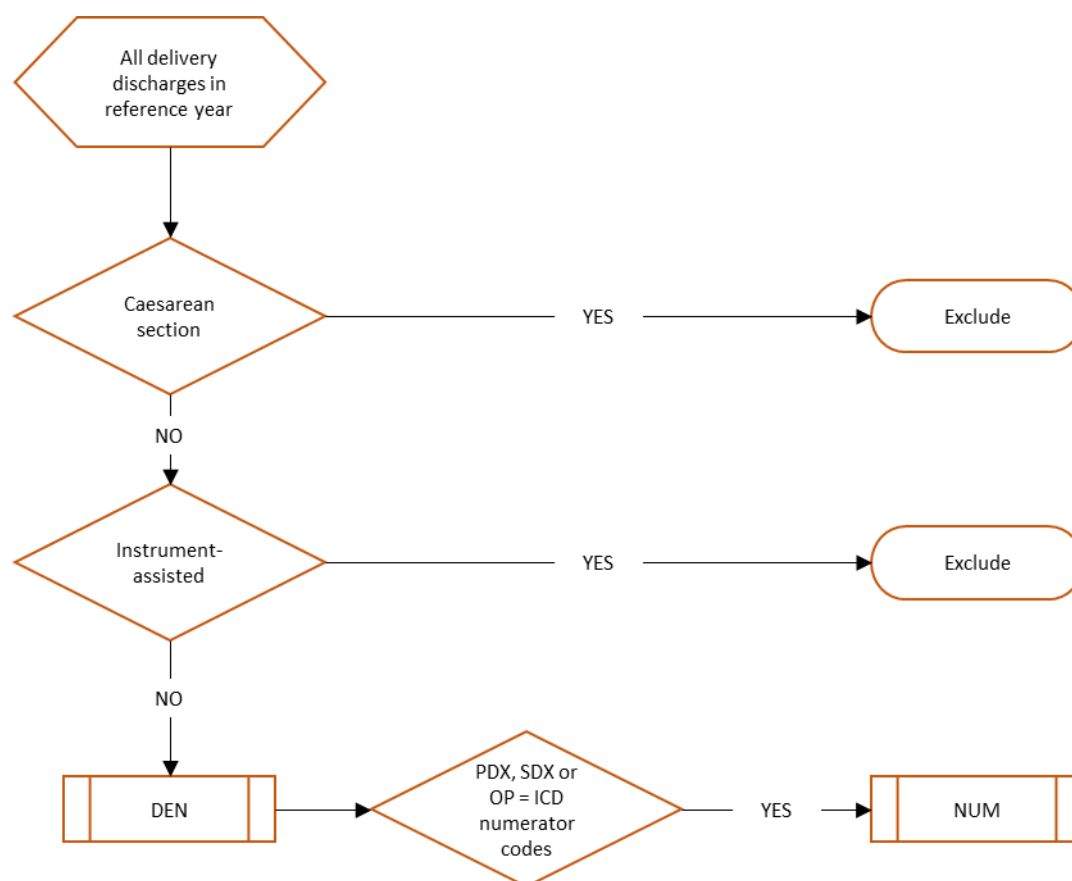 All delivery
discharges in
reference year
Caesarean
section
YES
Exclude
NO
Instrument-
assisted
YES
Exclude
NO
DEN
PDX, SDX or
OP = ICD
numerator
codes
YES
NUM